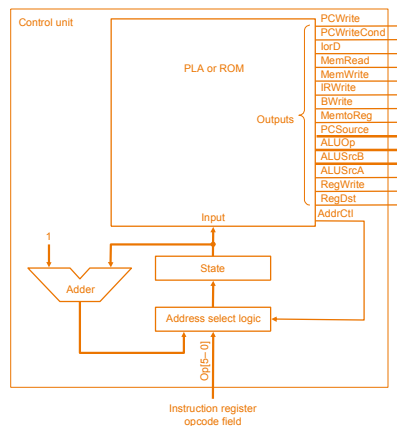 Control unit
PLA or ROM
Outputs
PCWrite
PCWriteCond
IorD
MemRead
MemWrite
IRWrite
BWrite
MemtoReg
PCSource
ALUOp
ALUSrcB
ALUSrcA
RegWrite
RegDst
AddrCtl
Input
1
Adder
State
Address select logic
Op[5– 0]
Instruction register
opcode field